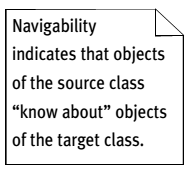 Navigability
indicates that objects
of the source class
“know about” objects
of the target class.